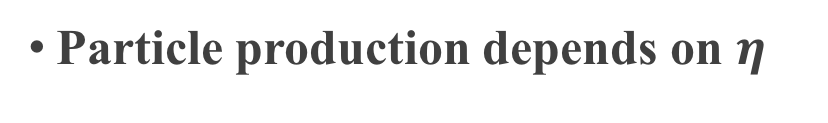 • Particle production depends on η